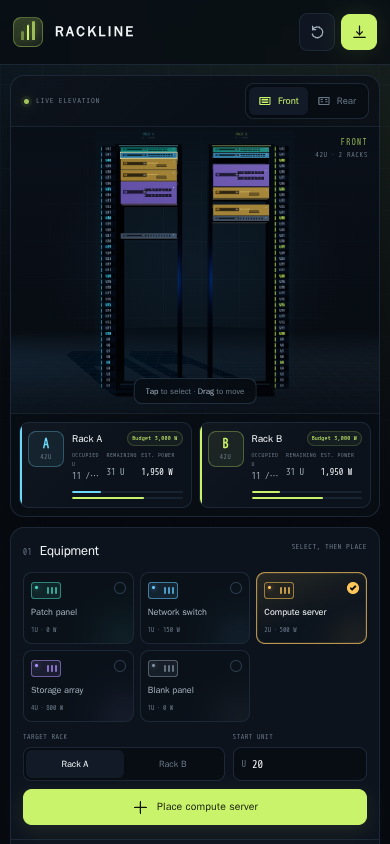 RACKLINE
LIVE ELEVATION
Front
Rear
FRONT
42U · 2 RACKS
Tap to select · Drag to move
A
42U
Rack A
Budget 3,000 W
OCCUPIED U
REMAINING
EST. POWER
11 /···
31 U
1,950 W
B
42U
Rack B
Budget 3,000 W
OCCUPIED U
REMAINING
EST. POWER
11 /···
31 U
1,950 W
01 Equipment
SELECT, THEN PLACE
Patch panel
1U · 0 W
Network switch
1U · 150 W
Compute server
2U · 500 W
Storage array
4U · 800 W
Blank panel
1U · 0 W
TARGET RACK
START UNIT
Rack A
Rack B
U 20
Place compute server